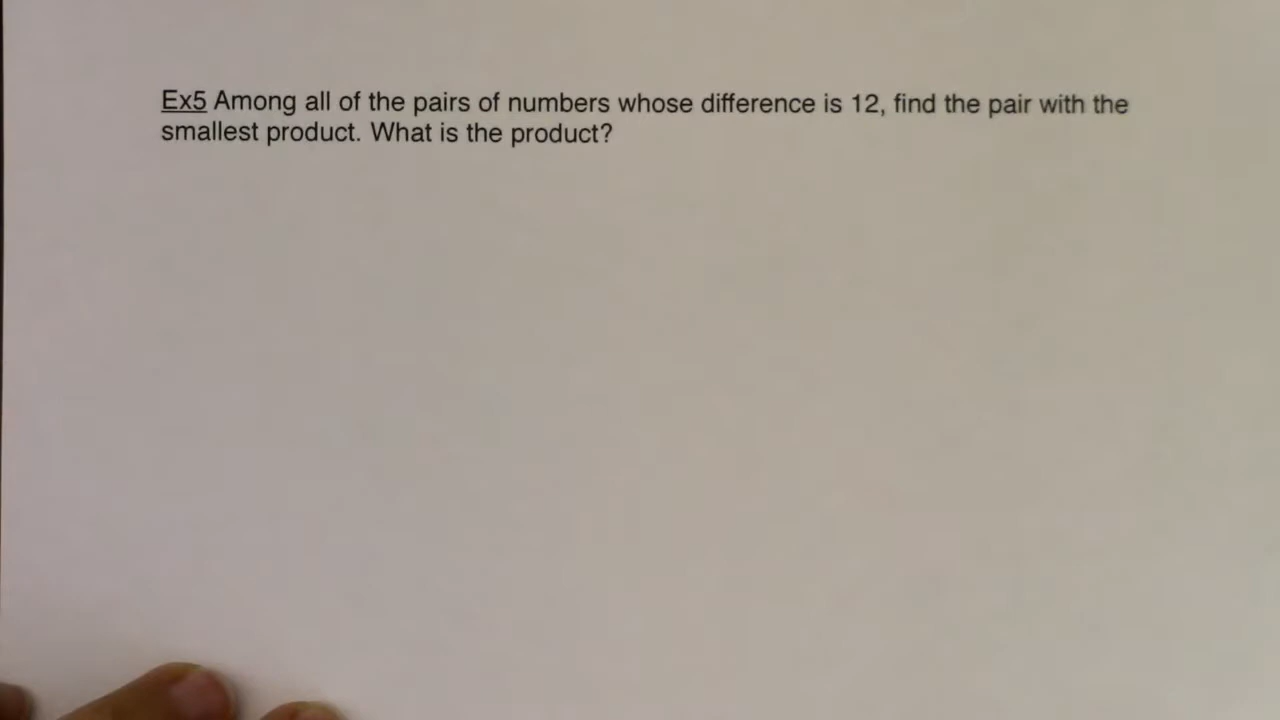 Ex5 Among all of the pairs of numbers whose difference is 12, find the pair with the
smallest product. What is the product?